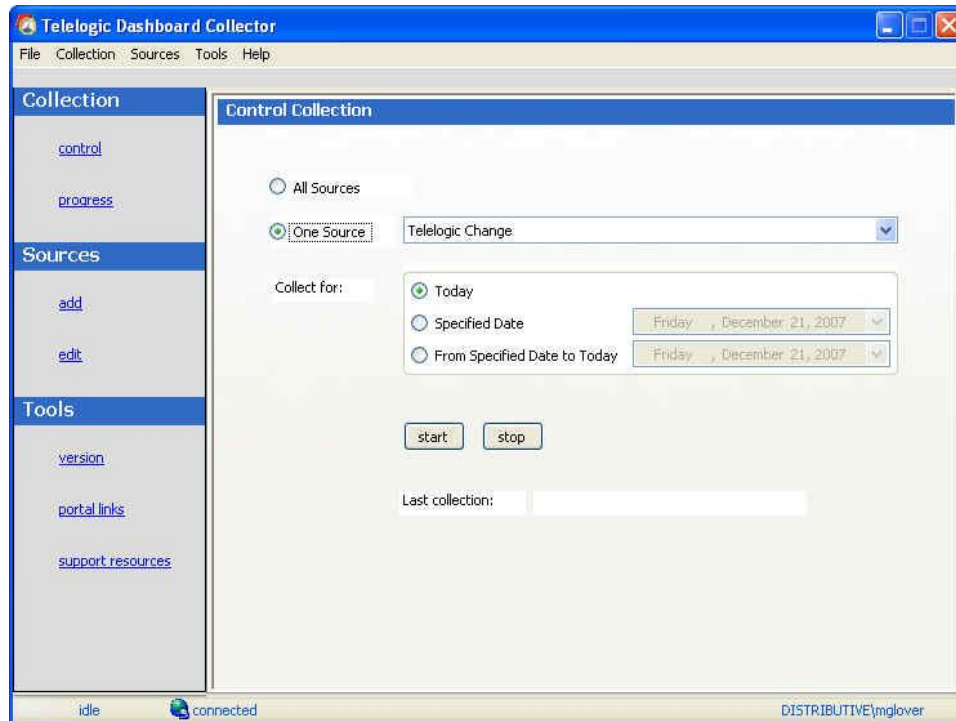 Telelogic Dashboard Collector
File Collection Sources Tools Help
Collection
control
progress
Sources
add
edit
Tools
version
portal links
support resources
Control Collection
All Sources
One Source Telelogic Change
Collect for:
Today
Specified Date Friday , December 21, 2007
From Specified Date to Today Friday , December 21, 2007
start stop
Last collection:
idle connected DISTRIBUTIVE\mglover